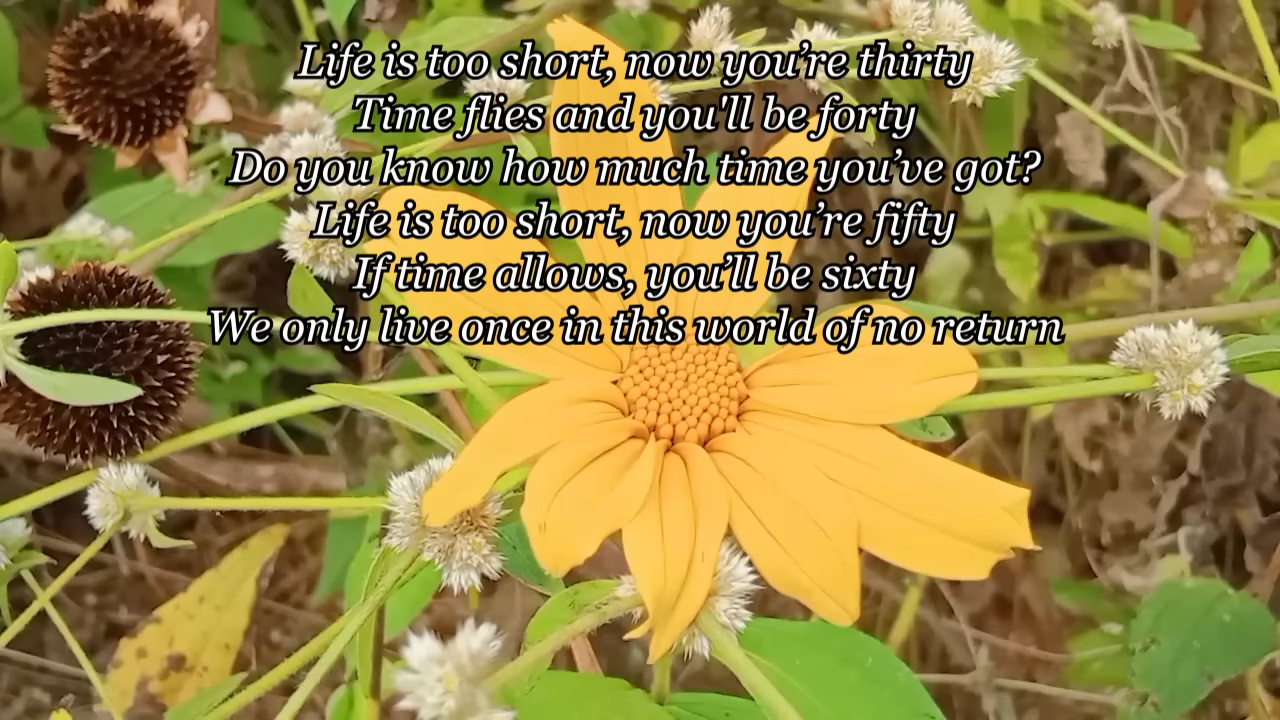 Life is too short, now you’re thirty
Time flies and you'll be forty
Do you know how much time you’ve got?
Life is too short, now you’re fifty
If time allows, you’ll be sixty
We only live once in this world of no return